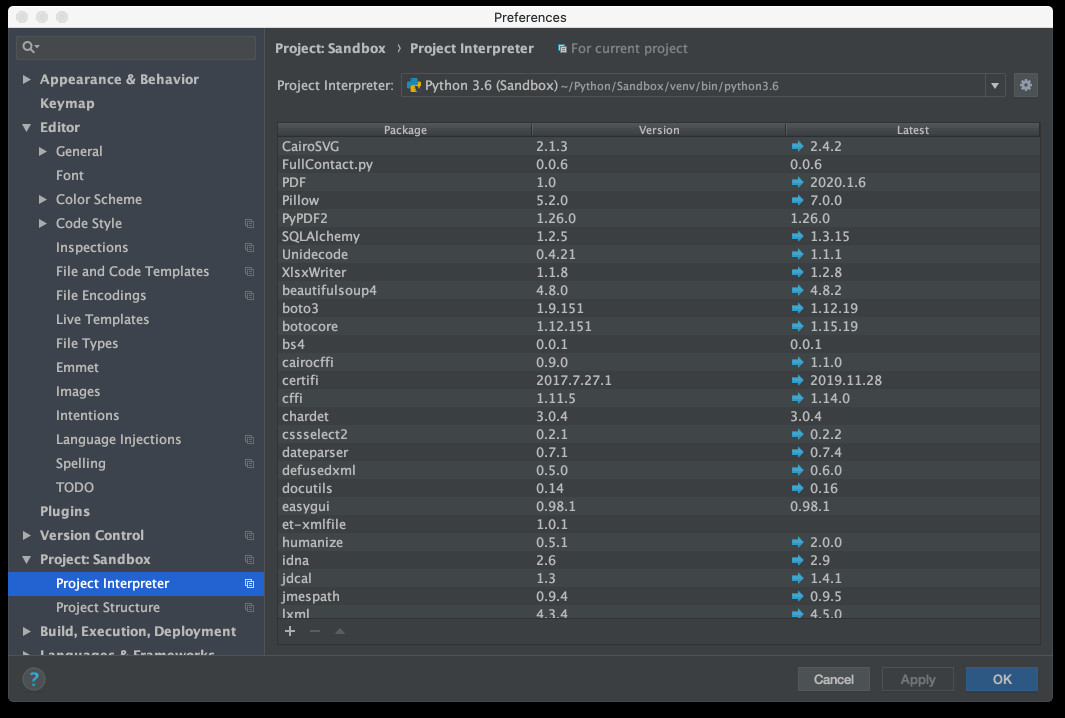 Preferences
Appearance & Behavior
Keymap
Editor
General
Font
Color Scheme
Code Style
Inspections
File and Code Templates
File Encodings
Live Templates
File Types
Emmet
Images
Intentions
Language Injections
Spelling
TODO
Plugins
Version Control
Project: Sandbox
Project Interpreter
Project Structure
Build, Execution, Deployment
Languages & Frameworks
Project: Sandbox › Project Interpreter For current project
Project Interpreter: Python 3.6 (Sandbox) ~/Python/Sandbox/venv/bin/python3.6
Package Version Latest
CairoSVG 2.1.3 2.4.2
FullContact.py 0.0.6 0.0.6
PDF 1.0 2020.1.6
Pillow 5.2.0 7.0.0
PyPDF2 1.26.0 1.26.0
SQLAlchemy 1.2.5 1.3.15
Unidecode 0.4.21 1.1.1
XlsxWriter 1.1.8 1.2.8
beautifulsoup4 4.8.0 4.8.2
boto3 1.9.151 1.12.19
botocore 1.12.151 1.15.19
bs4 0.0.1 0.0.1
cairocffi 0.9.0 1.1.0
certifi 2017.7.27.1 2019.11.28
cffi 1.11.5 1.14.0
chardet 3.0.4 3.0.4
cssselect2 0.2.1 0.2.2
dateparser 0.7.1 0.7.4
defusedxml 0.5.0 0.6.0
docutils 0.14 0.16
easygui 0.98.1 0.98.1
et-xmlfile 1.0.1
humanize 0.5.1 2.0.0
idna 2.6 2.9
jdcal 1.3 1.4.1
jmespath 0.9.4 0.9.5
lxml 4.3.4 4.5.0
? Cancel Apply OK